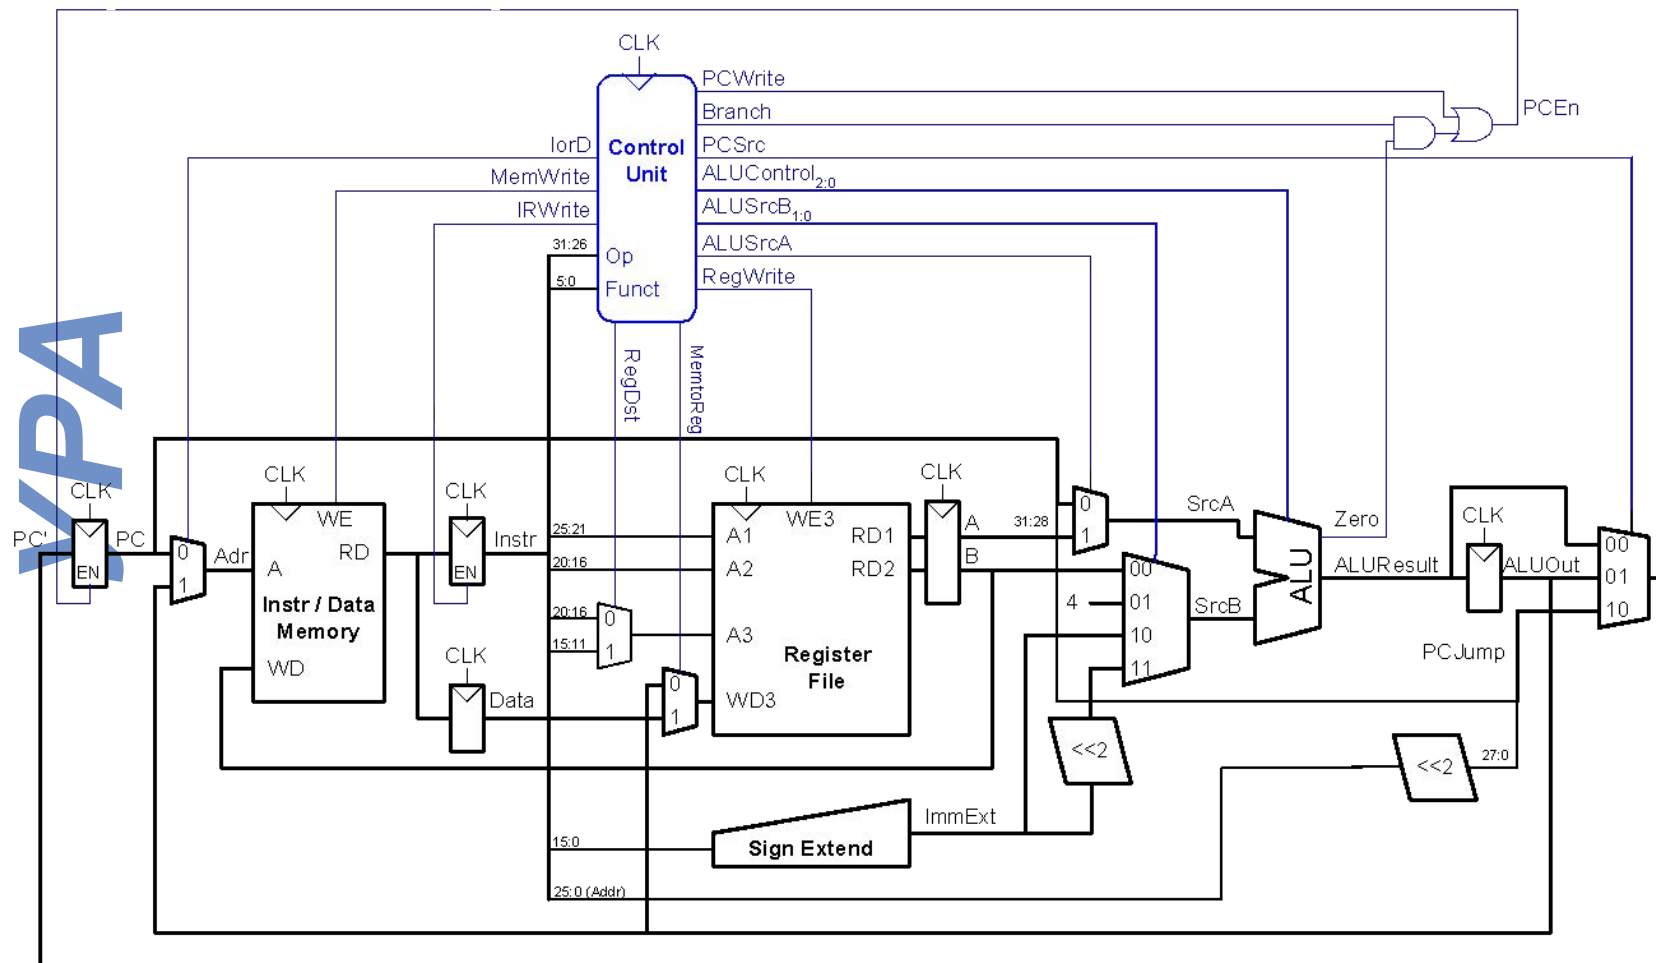 CLK
PCWrite
Branch
PCEn
IorD
Control
Unit
PCSrc
MemWrite
ALUControl2:0
IRWrite
ALUSrcB1:0
31:26
Op
ALUSrcA
5:0
Funct
RegWrite
УРА
RegDst
MemtoReg
CLK
CLK
CLK
CLK
CLK
CLK
PC'
PC
EN
0
1
Adr
WE
RD
A
Instr / Data
Memory
WD
EN
Instr
CLK
Data
25:21
20:16
20:16
15:11
0
1
0
1
A1
A2
A3
WD3
WE3
RD1
RD2
Register
File
A
B
31:28
0
1
SrcA
00
01
10
11
4
SrcB
ALU
Zero
ALUResult
ALUOut
00
01
10
PCJump
<<2
<<2
27:0
ImmExt
15:0
Sign Extend
25:0 (Addr)